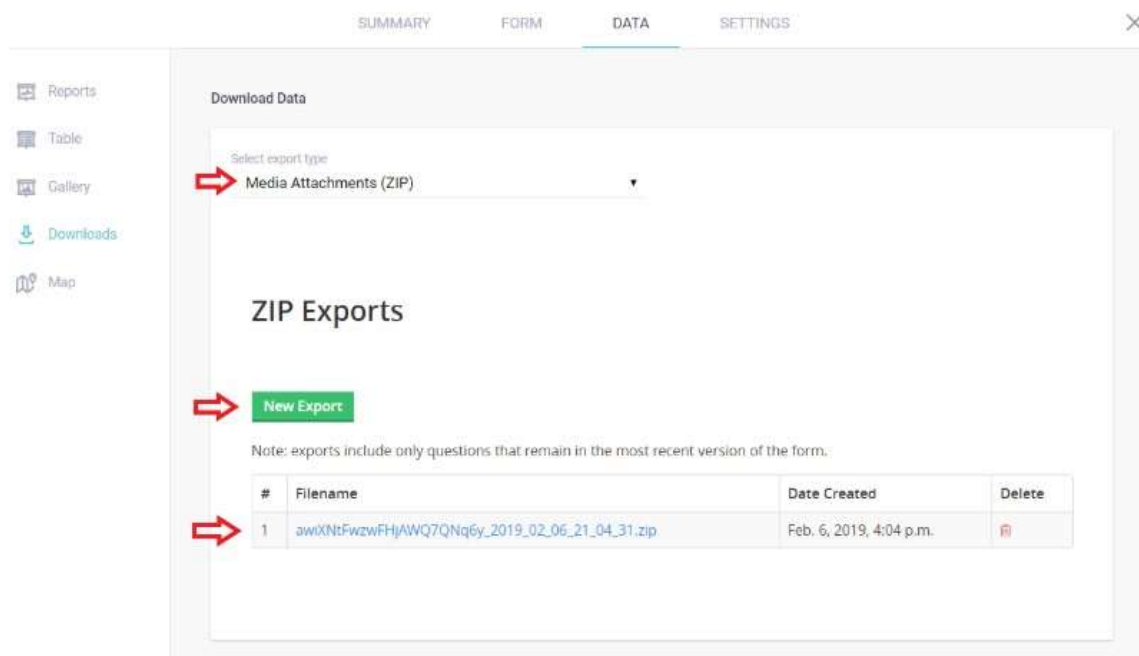 SUMMARY FORM DATA SETTINGS
Reports
Table
Gallery
Downloads
Map
Download Data
Select export type
Media Attachments (ZIP)
ZIP Exports
New Export
Note: exports include only questions that remain in the most recent version of the form.
# Filename Date Created Delete
1 awiXNtFwzwFHjAWQ7QNq6y_2019_02_06_21_04_31.zip Feb. 6, 2019, 4:04 p.m.